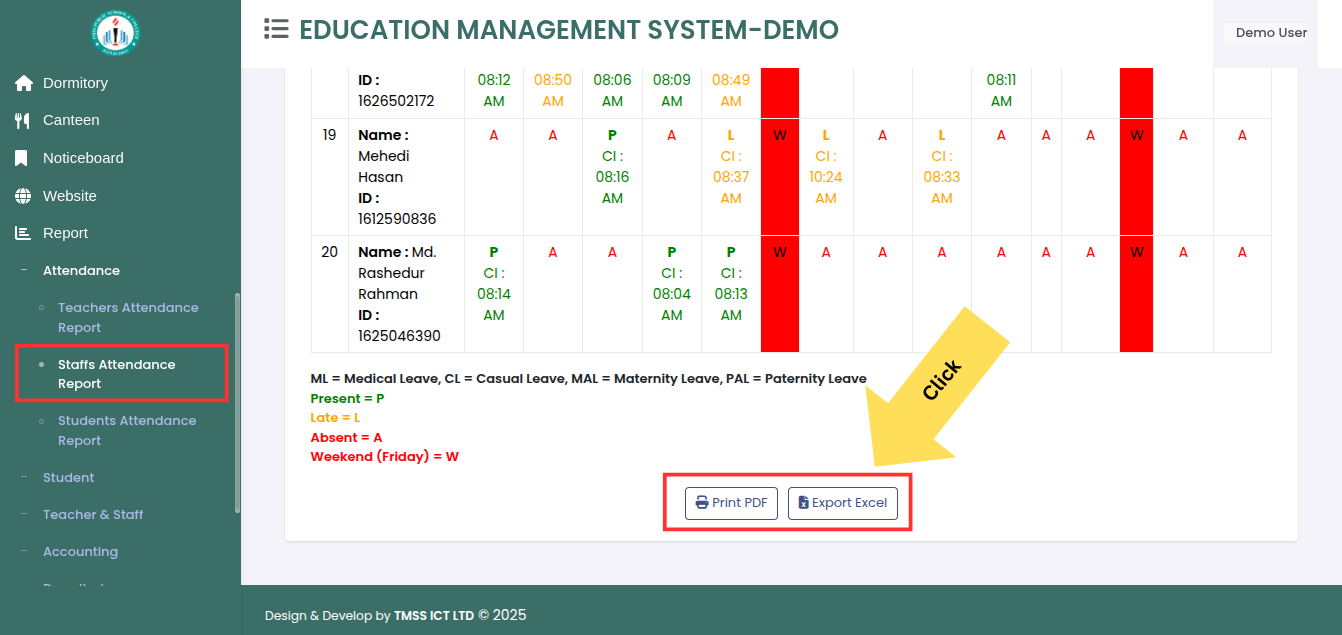 EDUCATION MANAGEMENT SYSTEM-DEMO
Demo User
Dormitory
Canteen
Noticeboard
Website
Report
Attendance
Teachers Attendance
Report
Staffs Attendance
Report
Students Attendance
Report
Student
Teacher & Staff
Accounting
ID : 08:12 08:50 08:06 08:09 08:49 08:11
1626502172 AM AM AM AM AM AM
19 Name : A A P A L W L A L A A A W A A
Mehedi CI : CI : CI : CI :
Hasan 08:16 08:37 10:24 08:33
ID : AM AM AM AM
1612590836
20 Name : Md. P A A P P W A A A A A A W A A
Rashedur CI : CI : CI :
Rahman 08:14 08:04 08:13
ID : AM AM AM
1625046390
ML = Medical Leave, CL = Casual Leave, MAL = Maternity Leave, PAL = Paternity Leave
Present = P
Late = L
Absent = A
Weekend (Friday) = W
Click
Print PDF Export Excel
Design & Develop by TMSS ICT LTD © 2025